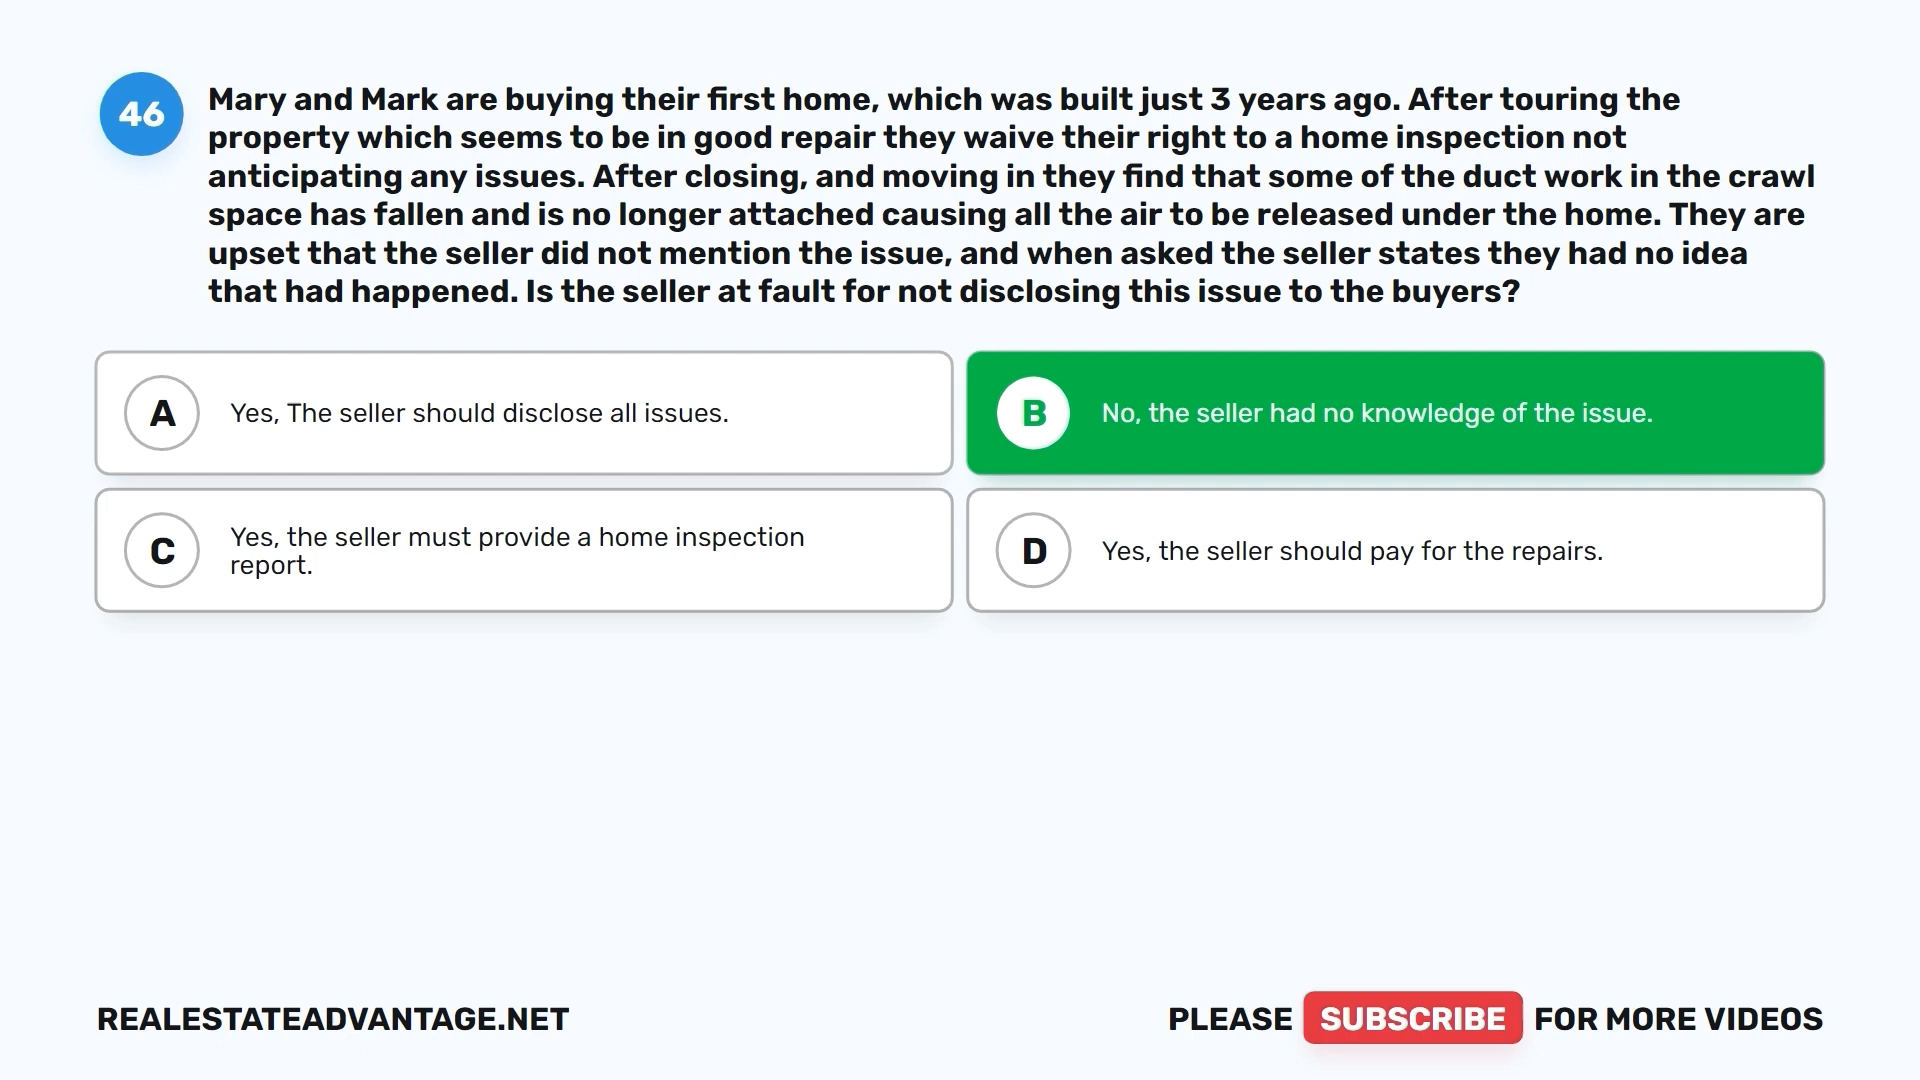 46
Mary and Mark are buying their first home, which was built just 3 years ago. After touring the
property which seems to be in good repair they waive their right to a home inspection not
anticipating any issues. After closing, and moving in they find that some of the duct work in the crawl
space has fallen and is no longer attached causing all the air to be released under the home. They are
upset that the seller did not mention the issue, and when asked the seller states they had no idea
that had happened. Is the seller at fault for not disclosing this issue to the buyers?
A Yes, The seller should disclose all issues.
B No, the seller had no knowledge of the issue.
C Yes, the seller must provide a home inspection
report.
D Yes, the seller should pay for the repairs.
REALESTATEADVANTAGE.NET
PLEASE SUBSCRIBE FOR MORE VIDEOS